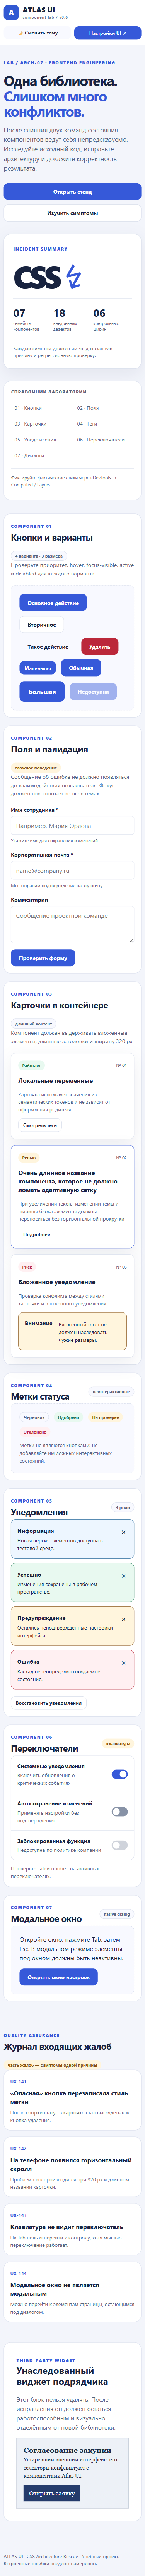 A
ATLAS UI
component lab / v0.6
🌙 Сменить тему
Настройки UI ↗
LAB / ARCH-07 · FRONTEND ENGINEERING
Одна библиотека.
Слишком много
конфликтов.
После слияния двух команд состояния
компонентов ведут себя непредсказуемо.
Исследуйте исходный код, исправьте
архитектуру и докажите корректность
результата.
Открыть стенд
Изучить симптомы
INCIDENT SUMMARY
CSS
07
семейств
компонентов
18
внедрённых
дефектов
06
контрольных
ширин
Каждый симптом должен иметь доказанную
причину и регрессионную проверку.
СПРАВОЧНИК ЛАБОРАТОРИИ
01 · Кнопки
02 · Поля
03 · Карточки
04 · Теги
05 · Уведомления
06 · Переключатели
07 · Диалоги
Фиксируйте фактические стили через DevTools →
Computed / Layers.
COMPONENT 01
Кнопки и варианты
4 варианта · 3 размера
Проверьте приоритет, hover, focus-visible, active
и disabled для каждого варианта.
Основное действие
Вторичное
Тихое действие
Удалить
Маленькая
Обычная
Большая
Недоступна
COMPONENT 02
Поля и валидация
сложное поведение
Сообщение об ошибке не должно появляться
до взаимодействия пользователя. Фокус
должен сохраняться во всех темах.
Имя сотрудника *
Например, Мария Орлова
Укажите имя для сохранения изменений
Корпоративная почта *
name@company.ru
Мы отправим подтверждение на эту почту
Комментарий
Сообщение проектной команде
Проверить форму
COMPONENT 03
Карточки в контейнере
длинный контент
Компонент должен выдерживать вложенные
элементы, длинные заголовки и ширину 320 px.
Работает
№ 01
Локальные переменные
Карточка использует значения из
семантических токенов и не зависит от
оформления родителя.
Смотреть теги
Ревью
№ 02
Очень длинное название
компонента, которое не должно
ломать адаптивную сетку
При увеличении текста, изменении темы и
ширины блока элементы должны
переноситься без горизонтальной прокрутки.
Подробнее
Риск
№ 03
Вложенное уведомление
Проверка конфликта между стилями
карточки и вложенного уведомления.
Внимание
Вложенный текст не
должен наследовать
чужие размеры.
COMPONENT 04
Метки статуса
неинтерактивные
Черновик
Одобрено
На проверке
Отклонено
Метки не являются кнопками: не
добавляйте им ложных интерактивных
состояний.
COMPONENT 05
Уведомления
4 роли
Информация
×
Новая версия элементов доступна в
тестовой среде.
Успешно
×
Изменения сохранены в рабочем
пространстве.
Предупреждение
×
Остались неподтверждённые настройки
интерфейса.
Ошибка
×
Каскад переопределил ожидаемое
состояние.
Восстановить уведомления
COMPONENT 06
Переключатели
клавиатура
Системные уведомления
Включить обновления о
критических событиях
Автосохранение изменений
Применять настройки без
подтверждения
Заблокированная функция
Недоступно по политике компании
Проверьте Tab и пробел на активных
переключателях.
COMPONENT 07
Модальное окно
native dialog
Откройте окно, нажмите Tab, затем
Esc. В модальном режиме элементы
под окном должны быть неактивны.
Открыть окно настроек
QUALITY ASSURANCE
Журнал входящих жалоб
часть жалоб — симптомы одной причины
UX-141
«Опасная» кнопка перезаписала стиль
метки
После сборки статус в карточке стал выглядеть как
кнопка удаления.
UX-142
На телефоне появился горизонтальный
скролл
Проблема воспроизводится при 320 px и длинном
названии карточки.
UX-143
Клавиатура не видит переключатель
На Tab нельзя перейти к контролу, хотя мышью
переключение работает.
UX-144
Модальное окно не является
модальным
Можно перейти к элементам страницы, оставшимся
под диалогом.
THIRD-PARTY WIDGET
Унаследованный
виджет подрядчика
Этот блок нельзя удалять. После
исправления он должен остаться
работоспособным и визуально
отделённым от новой библиотеки.
Согласование закупки
Устаревший внешний интерфейс: его
селекторы конфликтуют с
компонентами Atlas UI.
Открыть заявку
ATLAS UI · CSS Architecture Rescue · Учебный проект.
Встроенные ошибки введены намеренно.